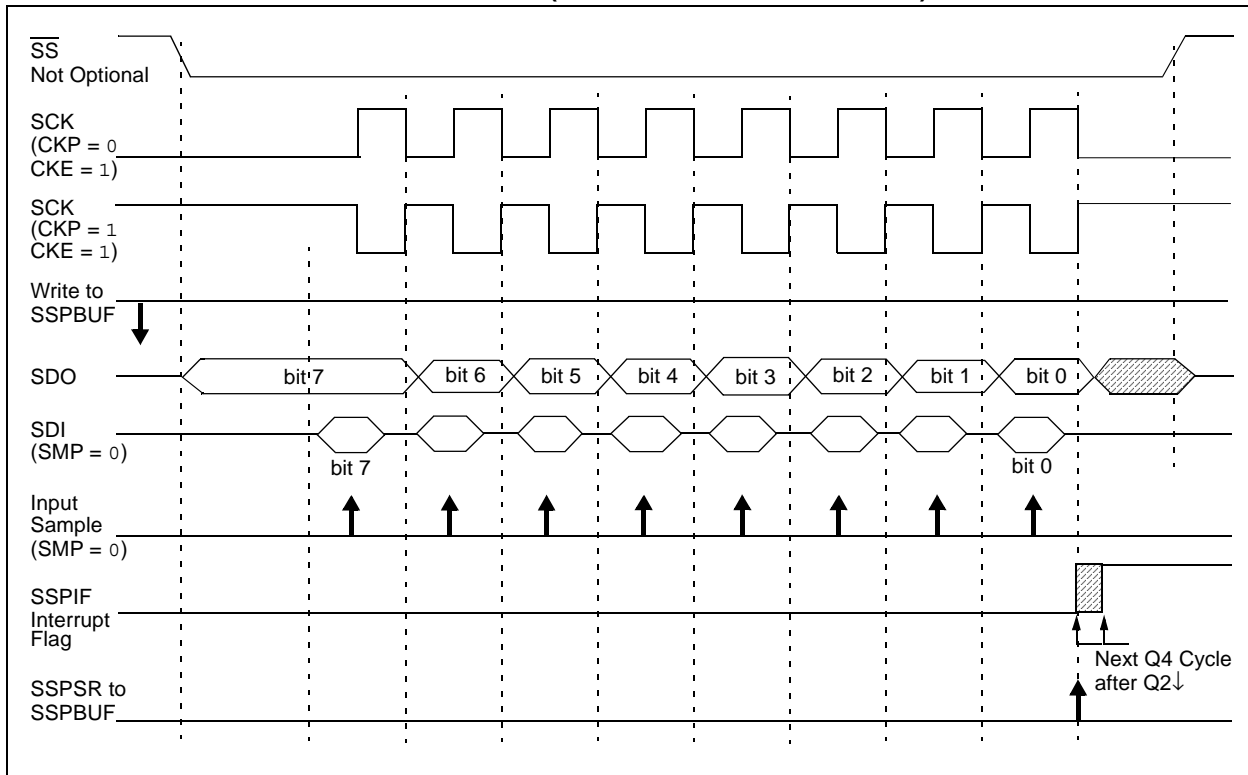 SS
Not Optional
SCK
(CKP = 0
CKE = 1)
SCK
(CKP = 1
CKE = 1)
Write to
SSPBUF
SDO
bit 7 bit 6 bit 5 bit 4 bit 3 bit 2 bit 1 bit 0
SDI
(SMP = 0)
bit 7 bit 0
Input
Sample
(SMP = 0)
SSPIF
Interrupt
Flag
Next Q4 Cycle
after Q2↓
SSPSR to
SSPBUF